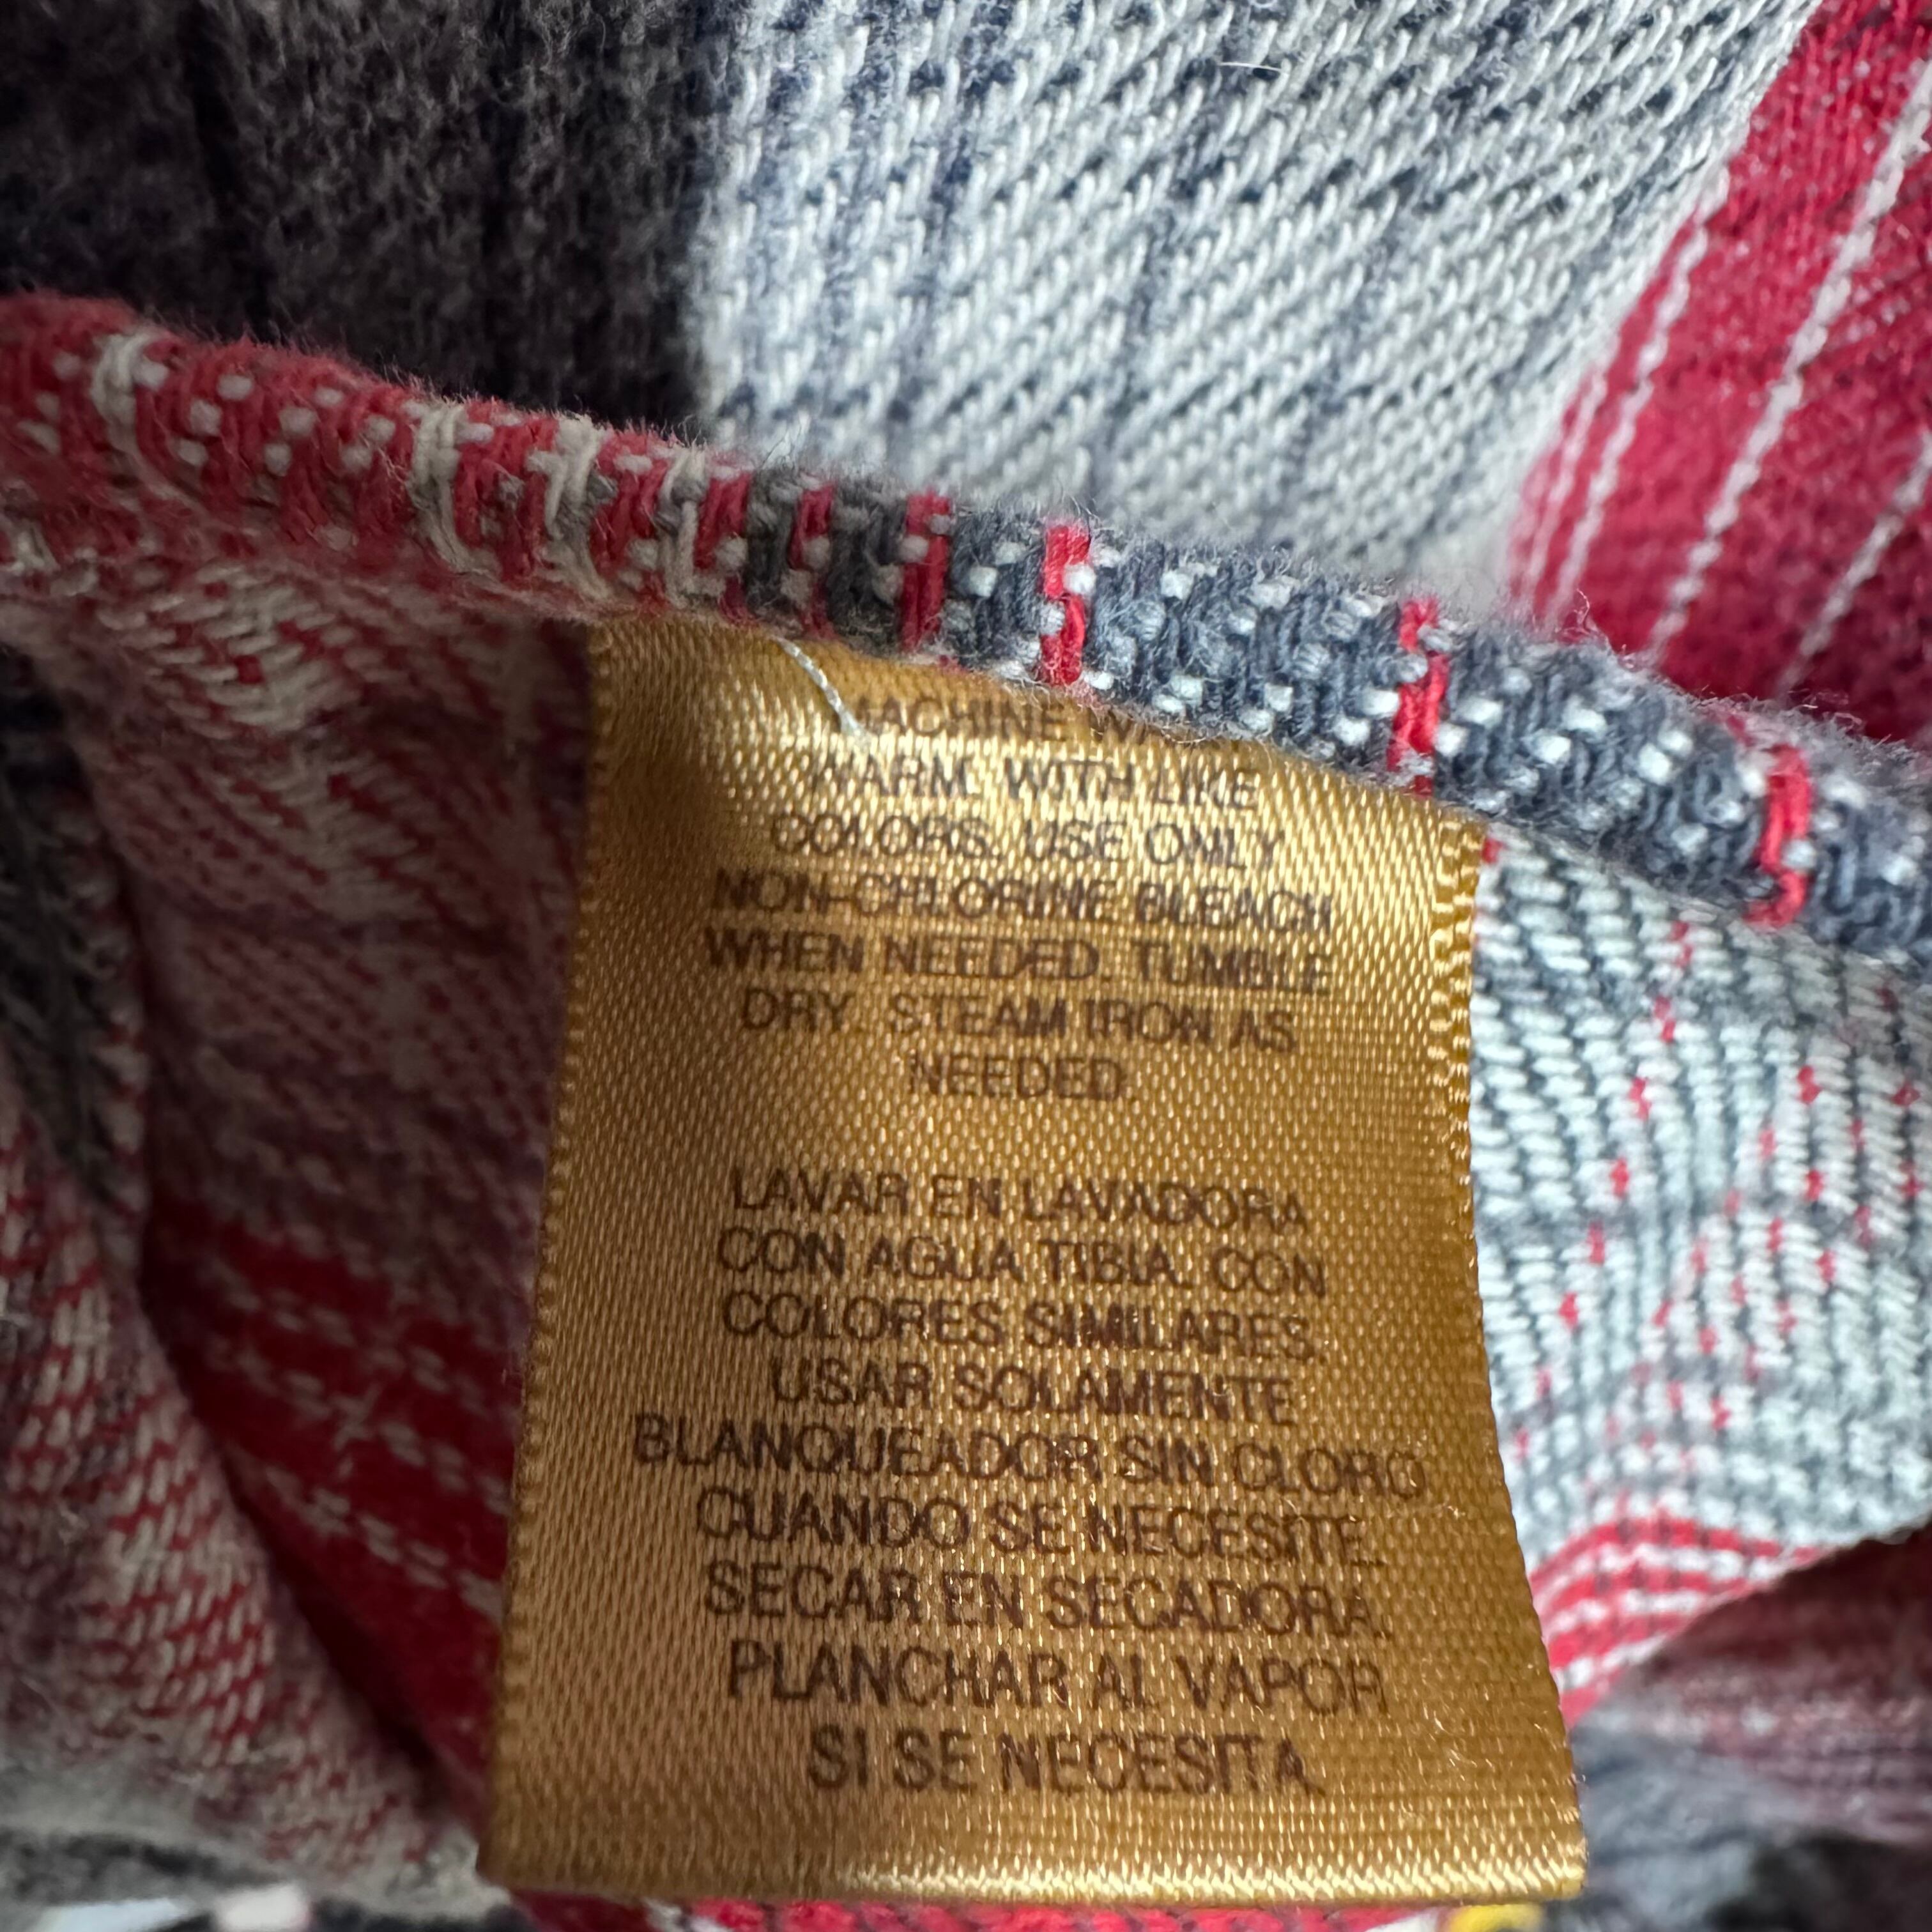 MACHINE
WARM. WITH LIKE
COLORS. USE ONLY
NON-CHLORINE BLEACH
WHEN NEEDED. TUMBLE
DRY. STEAM IRON AS
NEEDED
LAVAR EN LAVADORA
CON AGUA TIBIA. CON
COLORES SIMILARES.
USAR SOLAMENTE
BLANQUEADOR SIN CLORO
CUANDO SE NECESITE.
SECAR EN SECADORA.
PLANCHAR AL VAPOR
SI SE NECESITA.